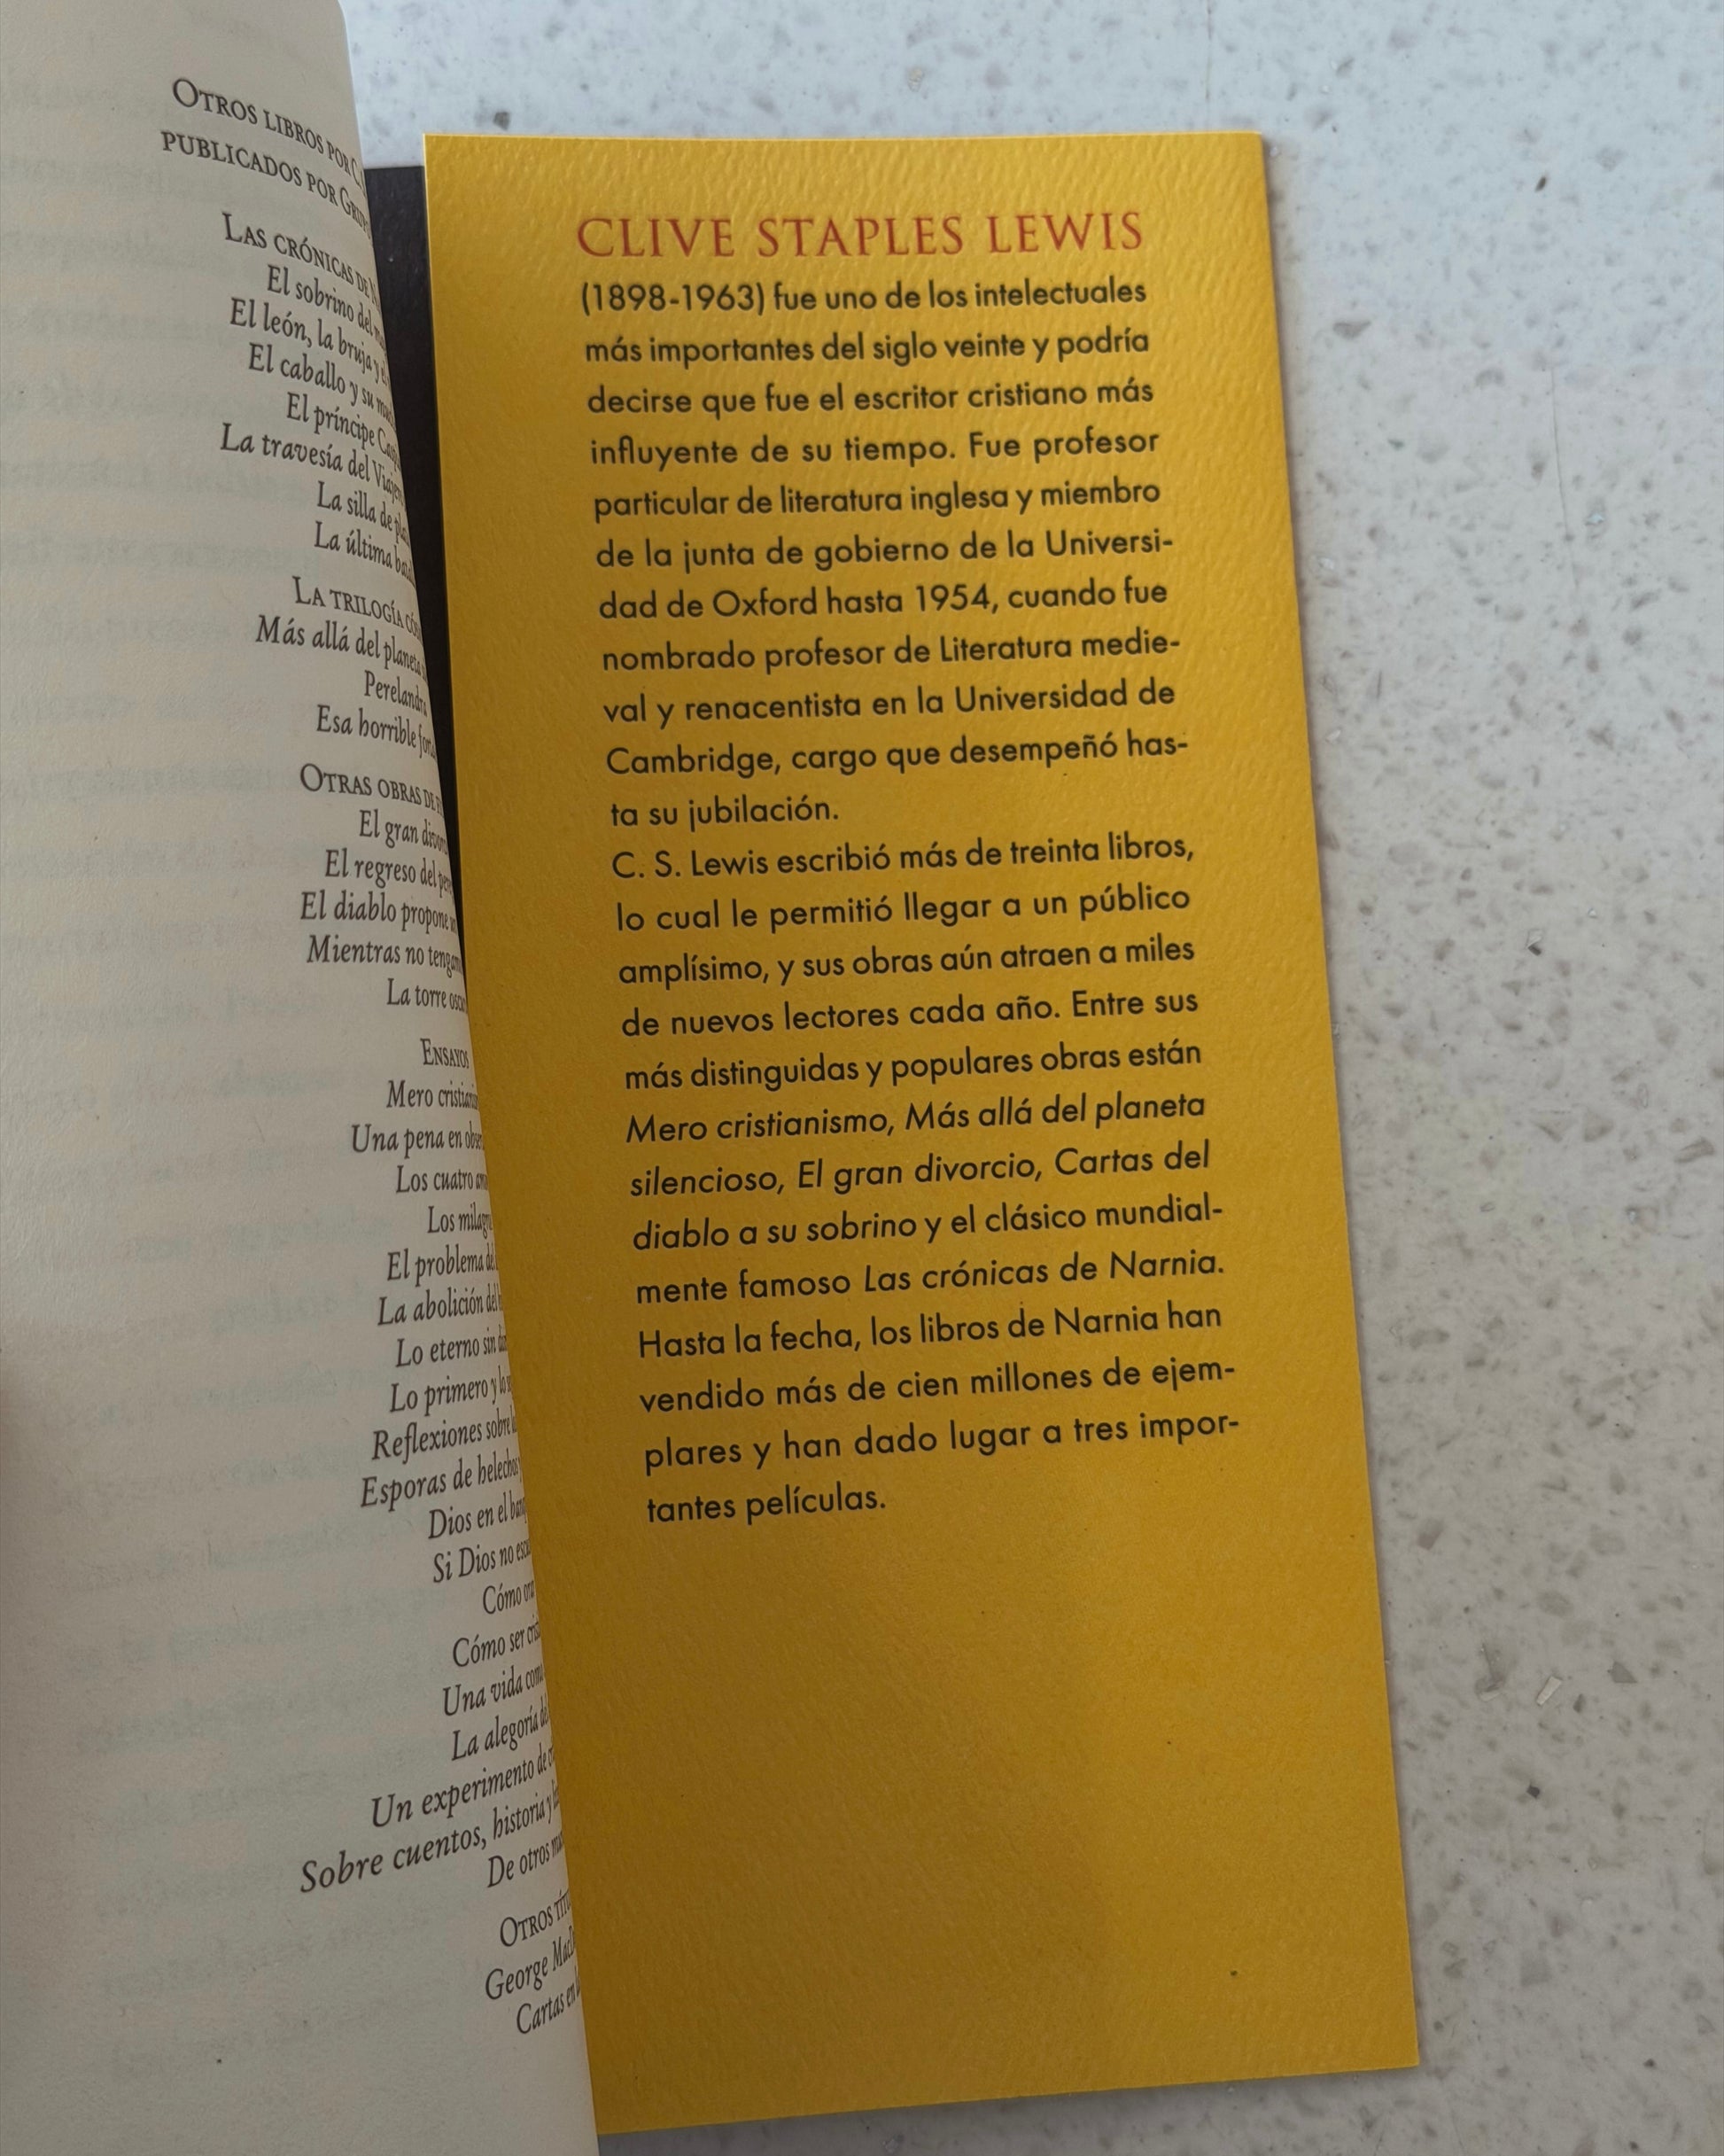 OTROS LIBROS POR
PUBLICADOS POR
LAS CRÓNICAS DE
El sobrino del
El león, la bruja y
El caballo y su
El príncipe
La travesía del
La silla de
La última
LA TRILOGÍA
Más allá del planeta
Perelandra
Esa horrible
OTRAS OBRAS DE
El gran
El regreso del
El diablo propone
Mientras no
La torre
ENSAYOS
Mero
Una pena en
Los cuatro
Los
El problema
La abolición del
Lo eterno sin
Lo primero y lo
Reflexiones sobre
Esporas de helechos
Dios en el
Si Dios no
Cómo
Cómo ser
Una vida
La alegoría
Un experimento de
Sobre cuentos, historia y
De otros
OTROS
George
Cartas en
CLIVE STAPLES LEWIS
(1898-1963) fue uno de los intelectuales
más importantes del siglo veinte y podría
decirse que fue el escritor cristiano más
influyente de su tiempo. Fue profesor
particular de literatura inglesa y miembro
de la junta de gobierno de la Universi-
dad de Oxford hasta 1954, cuando fue
nombrado profesor de Literatura medie-
val y renacentista en la Universidad de
Cambridge, cargo que desempeñó has-
ta su jubilación.
C. S. Lewis escribió más de treinta libros,
lo cual le permitió llegar a un público
amplísimo, y sus obras aún atraen a miles
de nuevos lectores cada año. Entre sus
más distinguidas y populares obras están
Mero cristianismo, Más allá del planeta
silencioso, El gran divorcio, Cartas del
diablo a su sobrino y el clásico mundial-
mente famoso Las crónicas de Narnia.
Hasta la fecha, los libros de Narnia han
vendido más de cien millones de ejem-
plares y han dado lugar a tres impor-
tantes películas.